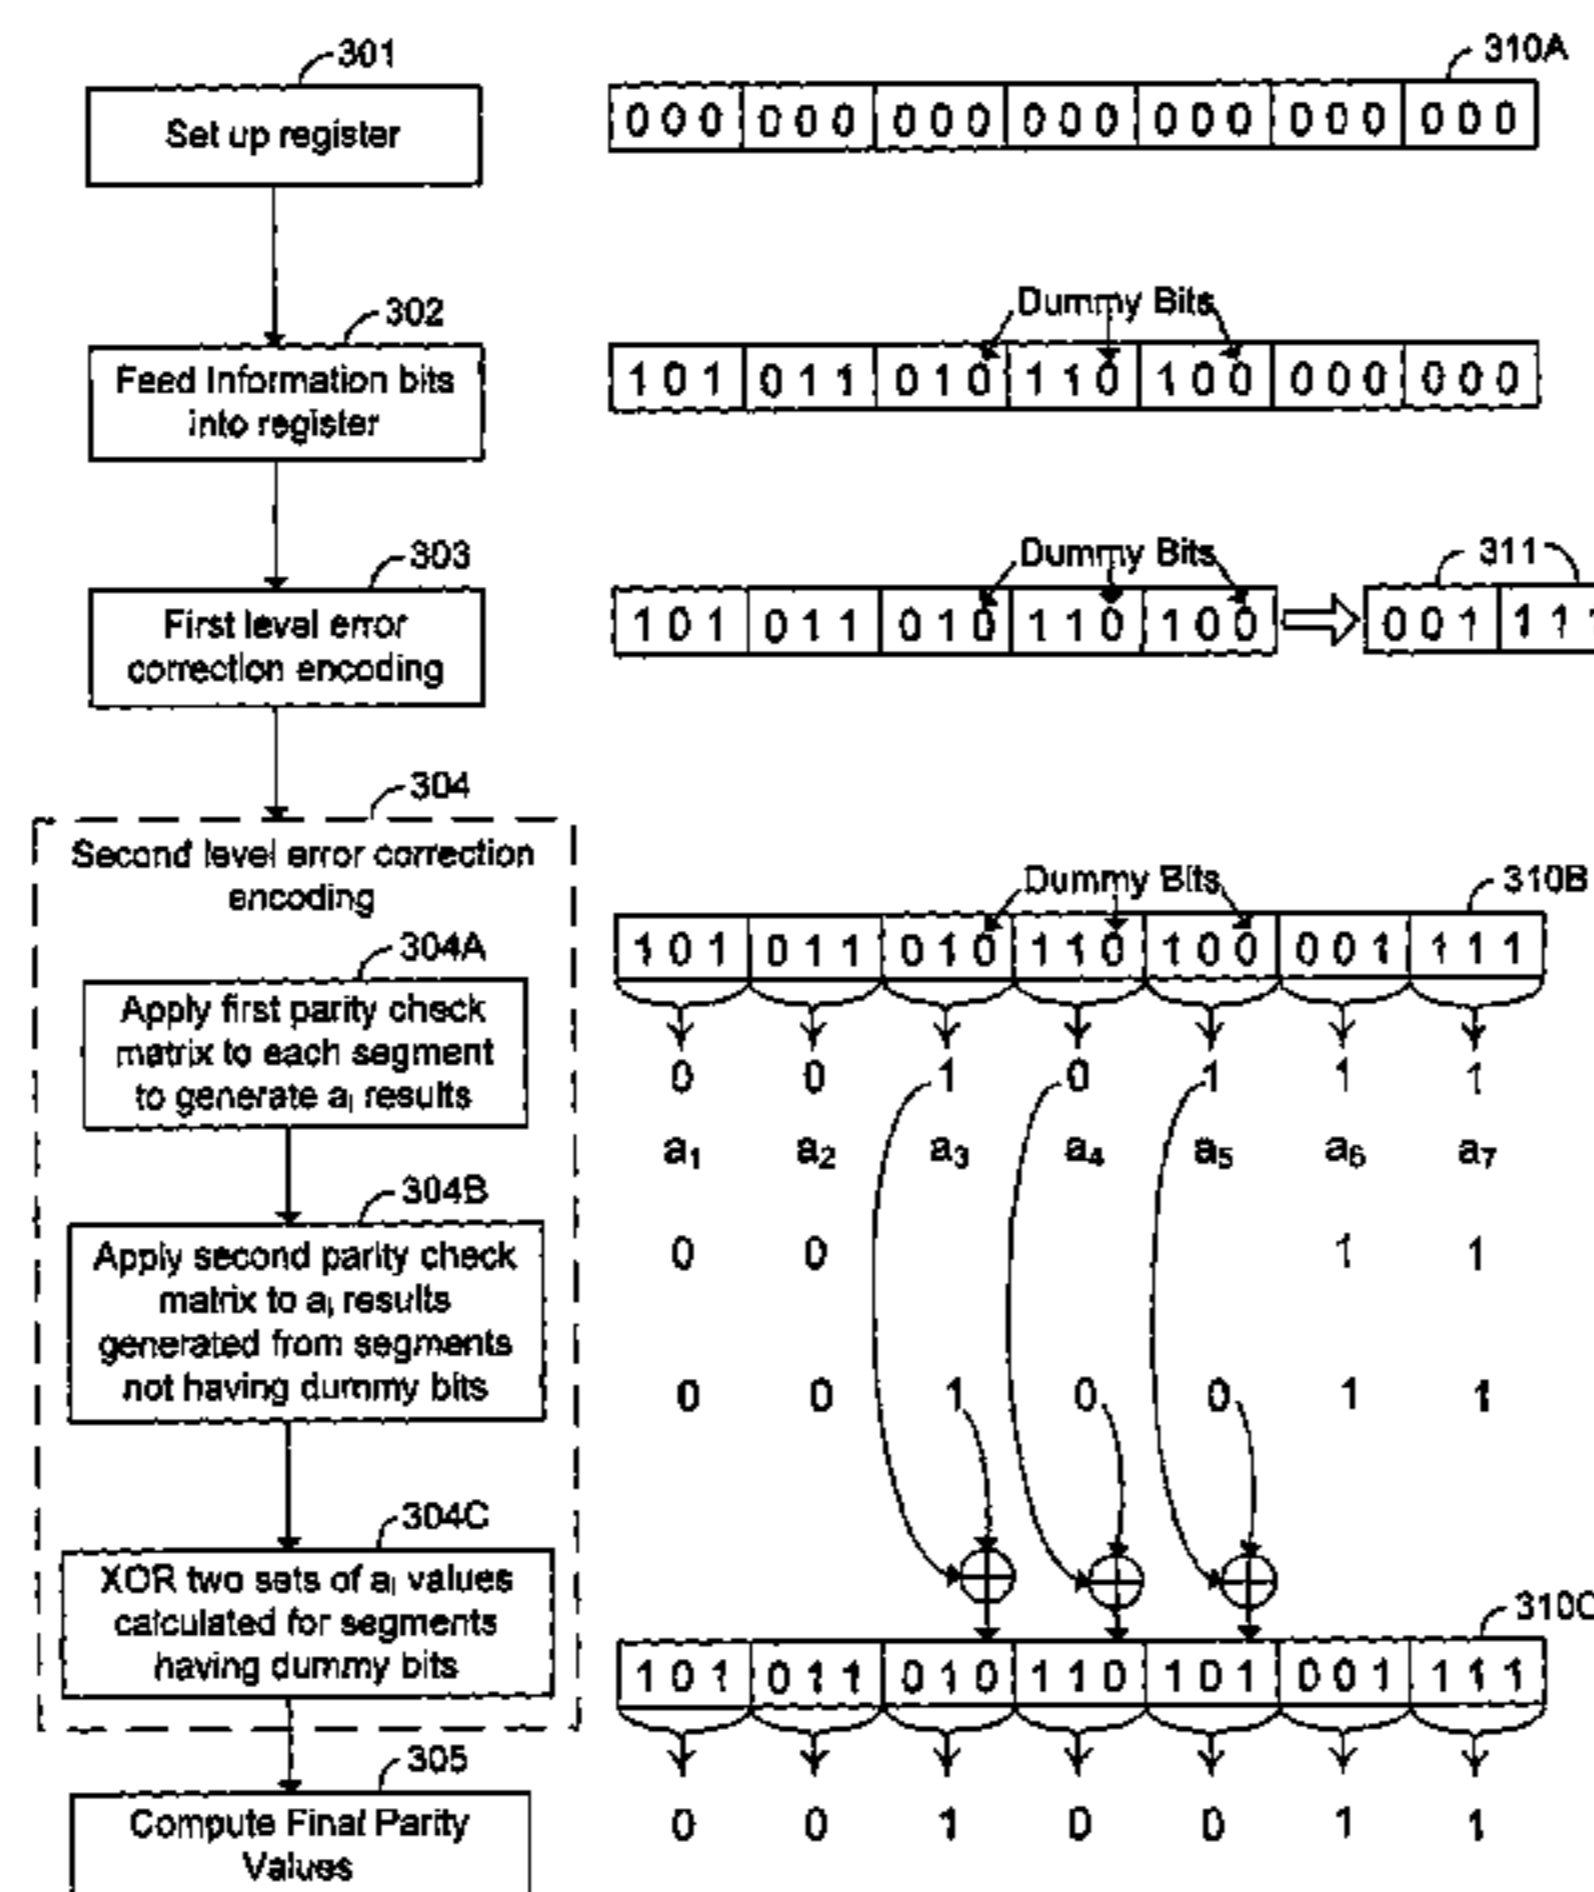 301
Set up register
310A
000 000 000 000 000 000 000
302
Feed Information bits
into register
Dummy Bits
101 011 010 110 100 000 000
303
First level error
correction encoding
Dummy Bits
311
101 011 010 110 100
001 11
304
Second level error correction
encoding
Dummy Bits
310B
101 011 010 110 100 001 111
304A
Apply first parity check
matrix to each segment
to generate ai results
0 0 1 0 1 1 1
a1 a2 a3 a4 a5 a6 a7
304B
Apply second parity check
matrix to ai results
generated from segments
not having dummy bits
0 0 1 1
0 0 1 0 0 1 1
304C
XOR two sets of ai values
calculated for segments
having dummy bits
310C
101 011 010 110 101 001 111
305
Compute Final Parity
Values
0 0 1 0 0 1 1